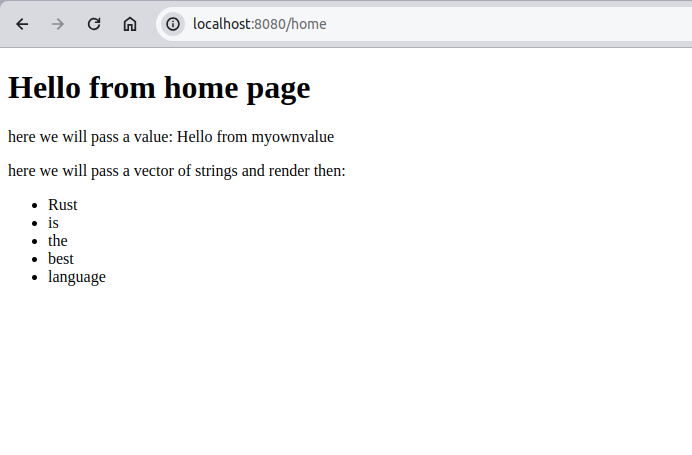 localhost:8080/home
Hello from home page
here we will pass a value: Hello from myownvalue
here we will pass a vector of strings and render then:
Rust
is
the
best
language